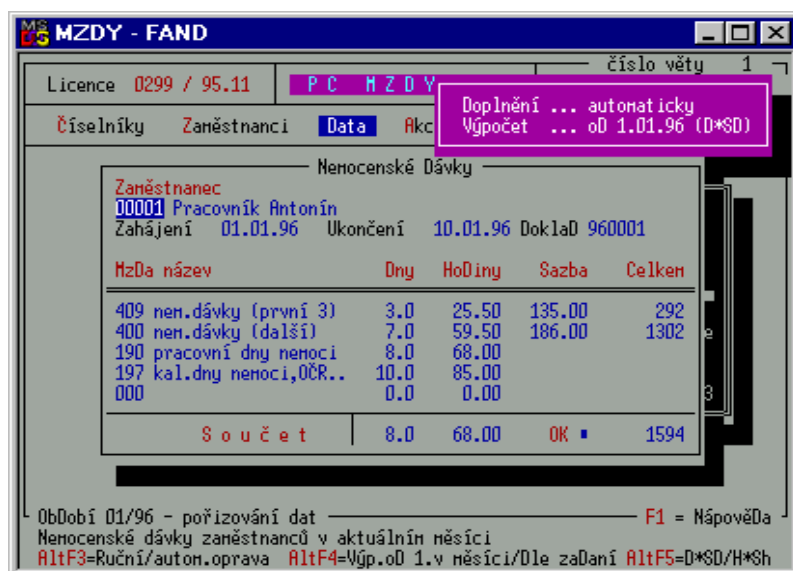 MZDY - FAND
číslo věty 1
Licence 0299 / 95.11 PC MZDY
Doplnění ... automaticky
Výpočet ... oD 1.01.96 (D*SD)
Číselníky Zaměstnanci Data Akc
Nemocenské Dávky
Zaměstnanec
00001 Pracovník Antonín
Zahájení 01.01.96 Ukončení 10.01.96 DoklaD 960001
MzDa název Dny HoDiny Sazba Celkem
409 nem.dávky (první 3) 3.0 25.50 135.00 292
400 nem.dávky (další) 7.0 59.50 186.00 1302
e
190 pracovní dny nemoci 8.0 68.00
197 kal.dny nemoci,OČR.. 10.0 85.00
000 0.0 0.00
3
Součet 8.0 68.00 OK 1594
ObDobí 01/96 - pořizování dat F1 = NápověDa
Nemocenské dávky zaměstnanců v aktuálním měsíci
AltF3=Ruční/autom.oprava AltF4=Výp.oD 1.v měsíci/Dle zaDaní AltF5=D*SD/H*Sh